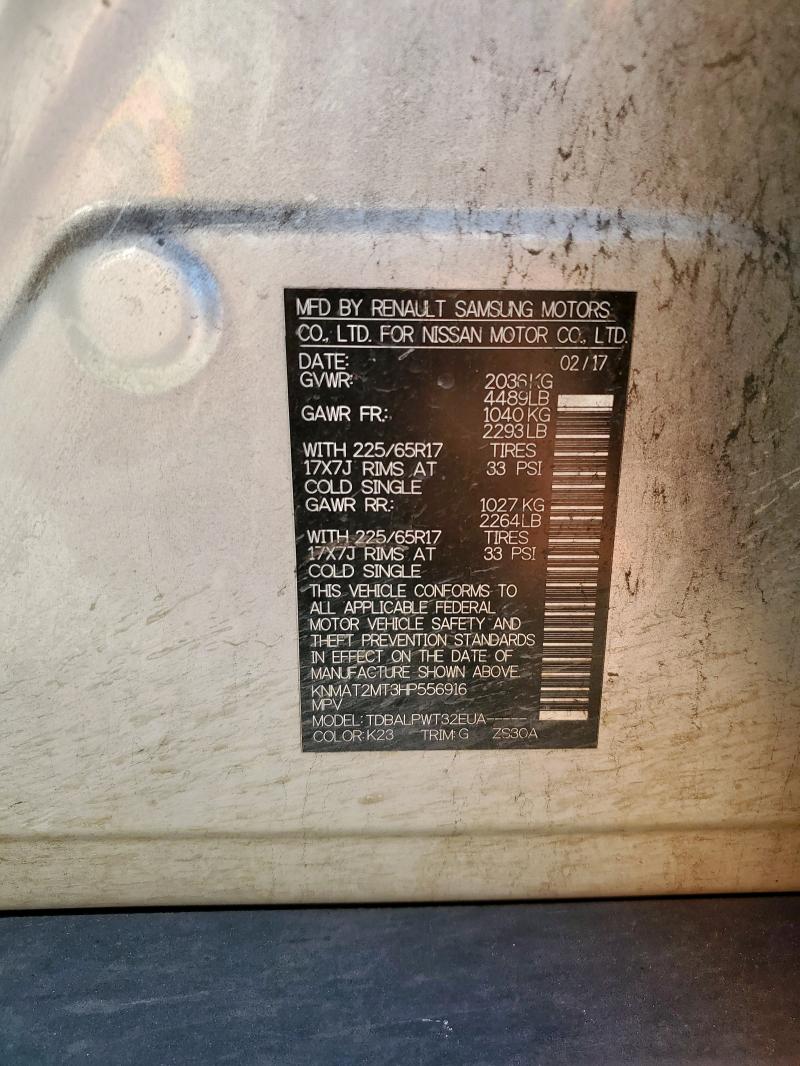 MFD BY RENAULT SAMSUNG MOTORS
CO., LTD. FOR NISSAN MOTOR CO., LTD.
DATE: 02/17
GVWR: 2036KG
4489LB
GAWR FR.: 1040KG
2293LB
WITH 225/65R17 TIRES
17X7J RIMS AT 33 PSI
COLD SINGLE
GAWR RR.: 1027KG
2264LB
WITH 225/65R17 TIRES
17X7J RIMS AT 33 PSI
COLD SINGLE
THIS VEHICLE CONFORMS TO
ALL APPLICABLE FEDERAL
MOTOR VEHICLE SAFETY AND
THEFT PREVENTION STANDARDS
IN EFFECT ON THE DATE OF
MANUFACTURE SHOWN ABOVE.
KNMAT2MT3HP556916
MPV
MODEL: TDBALPWT32EUA-----
COLOR: K23 TRIM: G ZS30A